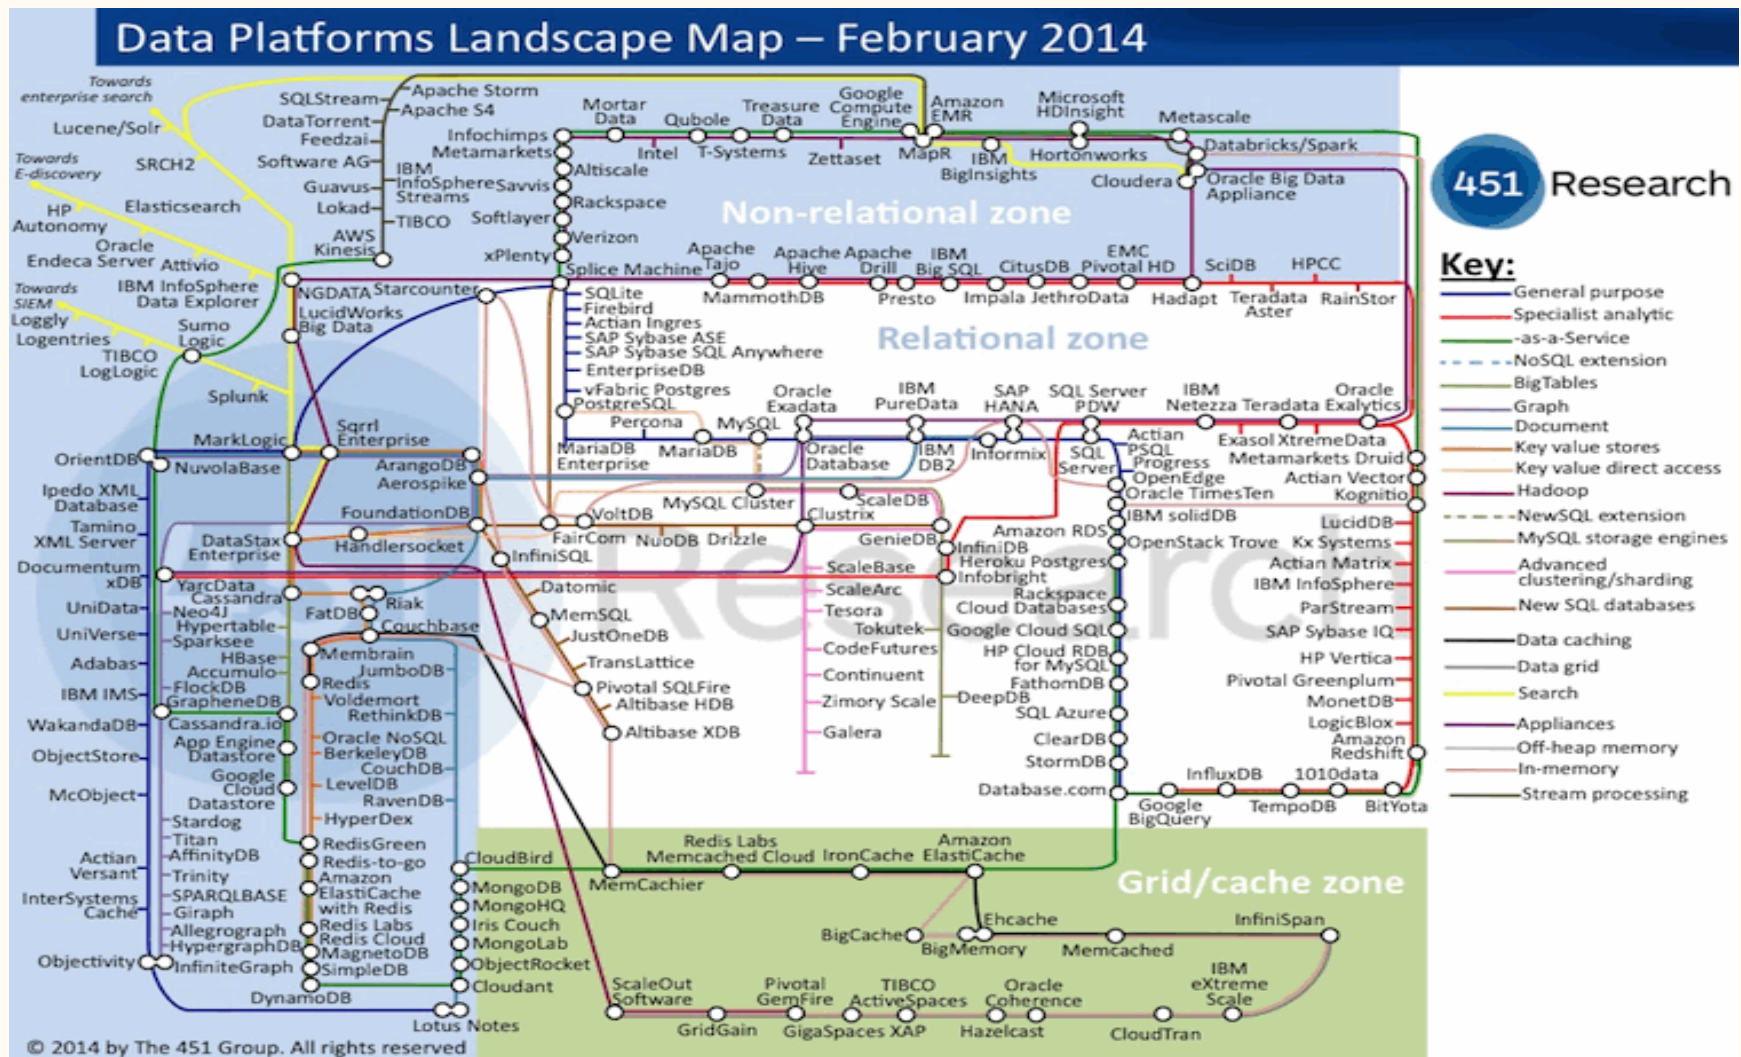 Data Platforms Landscape Map – February 2014
Towards
enterprise search
Lucene/Solr
SRCH2
Towards
E-discovery
HP
Autonomy
Elasticsearch
Oracle
Endeca Server
Attivio
IBM InfoSphere
Data Explorer
Towards
SIEM
Loggly
Logentries
Sumo
Logic
TIBCO
LogLogic
Splunk
SQLStream
DataTorrent
Feedzai
Software AG
Guavus
Lokad
AWS
Kinesis
Apache Storm
Apache S4
IBM
InfoSphere
Streams
TIBCO
Infochimps
Metamarkets
Altiscale
Savvis
Rackspace
Softlayer
Verizon
xPlenty
Mortar
Data
Intel
Qubole
T-Systems
Treasure
Data
Zettaset
Google
Compute
Engine
Amazon
EMR
MapR
IBM
BigInsights
Microsoft
HDInsight
Hortonworks
Metascale
Databricks/Spark
Cloudera
Oracle Big Data
Appliance
Non-relational zone
Splice Machine
Apache
Tajo
MammothDB
Apache
Hive
Apache
Drill
Presto
IBM
Big SQL
Impala
CitusDB
JethroData
EMC
Pivotal HD
Hadapt
SciDB
Teradata
Aster
HPCC
RainStor
NGDATA
Starcounter
LucidWorks
Big Data
SQLite
Firebird
Actian Ingres
SAP Sybase ASE
SAP Sybase SQL Anywhere
EnterpriseDB
vFabric Postgres
PostgreSQL
Relational zone
Percona
MySQL
MariaDB
Enterprise
MariaDB
Oracle
Exadata
Oracle
Database
IBM
PureData
IBM
DB2
SAP
HANA
Informix
SQL Server
PDW
SQL
Server
IBM
Netezza
Teradata
Oracle
Exalytics
Exasol
XtremeData
Actian
PSQL
Progress
OpenEdge
Oracle TimesTen
IBM solidDB
OpenStack Trove
Metamarkets Druid
Actian Vector
Kognitio
LucidDB
Kx Systems
Actian Matrix
IBM InfoSphere
ParStream
SAP Sybase IQ
HP Vertica
Pivotal Greenplum
MonetDB
LogicBlox
Amazon
Redshift
MarkLogic
Sqrrl
Enterprise
OrientDB
NuvolaBase
ArangoDB
Aerospike
Ipedo XML
Database
Tamino
XML Server
Documentum
xDB
UniData
UniVerse
Adabas
IBM IMS
WakandaDB
ObjectStore
McObject
Actian
Versant
InterSystems
Caché
Objectivity
FoundationDB
DataStax
Enterprise
Handlersocket
YarcData
Cassandra
Neo4J
Hypertable
Sparksee
HBase
Accumulo
FlockDB
GrapheneDB
Cassandra.io
App Engine
Datastore
Google
Cloud
Datastore
Stardog
Titan
AffinityDB
Trinity
SPARQLBASE
Giraph
Allegrograph
HypergraphDB
InfiniteGraph
FatDB
Riak
Couchbase
Membrain
JumboDB
Redis
Voldemort
RethinkDB
Oracle NoSQL
BerkeleyDB
CouchDB
LevelDB
RavenDB
HyperDex
RedisGreen
Redis-to-go
Amazon
ElastiCache
with Redis
Redis Labs
Redis Cloud
MagnetoDB
SimpleDB
DynamoDB
CloudBird
MongoDB
MongoHQ
Iris Couch
MongoLab
ObjectRocket
Cloudant
Lotus Notes
VoltDB
FairCom
NuoDB
Drizzle
InfiniSQL
Datomic
MemSQL
JustOneDB
TransLattice
Pivotal SQLFire
Altibase HDB
Altibase XDB
MySQL Cluster
ScaleDB
Clustrix
GenieDB
ScaleBase
ScaleArc
Tesora
Tokutek
CodeFutures
Continuent
Zimory Scale
Galera
DeepDB
InfiniDB
Infobright
Amazon RDS
Heroku Postgres
Rackspace
Cloud Databases
Google Cloud SQL
HP Cloud RDB
for MySQL
FathomDB
SQL Azure
ClearDB
StormDB
Database.com
Google
BigQuery
InfluxDB
TempoDB
1010data
BitYota
Research
MemCachier
Redis Labs
Memcached Cloud
IronCache
Amazon
ElastiCache
Grid/cache zone
BigCache
Ehcache
BigMemory
Memcached
InfiniSpan
ScaleOut
Software
GridGain
Pivotal
GemFire
GigaSpaces XAP
TIBCO
ActiveSpaces
Hazelcast
Oracle
Coherence
CloudTran
IBM
eXtreme
Scale
451 Research
Key:
General purpose
Specialist analytic
-as-a-Service
NoSQL extension
BigTables
Graph
Document
Key value stores
Key value direct access
Hadoop
NewSQL extension
MySQL storage engines
Advanced
clustering/sharding
New SQL databases
Data caching
Data grid
Search
Appliances
Off-heap memory
In-memory
Stream processing
© 2014 by The 451 Group. All rights reserved